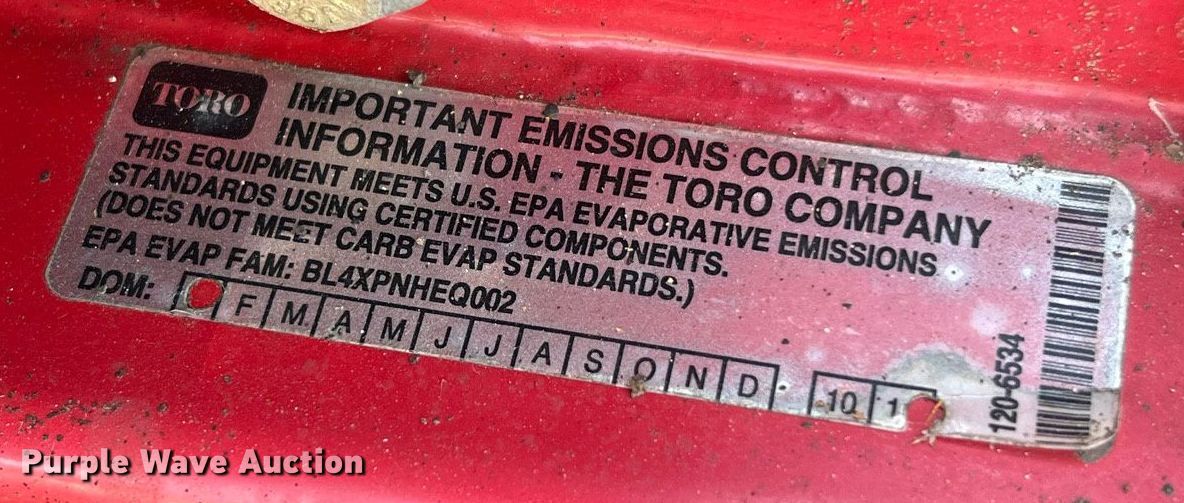 TORO
IMPORTANT EMISSIONS CONTROL
INFORMATION - THE TORO COMPANY
THIS EQUIPMENT MEETS U.S. EPA EVAPORATIVE EMISSIONS
STANDARDS USING CERTIFIED COMPONENTS.
(DOES NOT MEET CARB EVAP STANDARDS.)
EPA EVAP FAM: BL4XPNHEQ002
DOM: F M A M J J A S O N D 10
120-6534
Purple Wave Auction